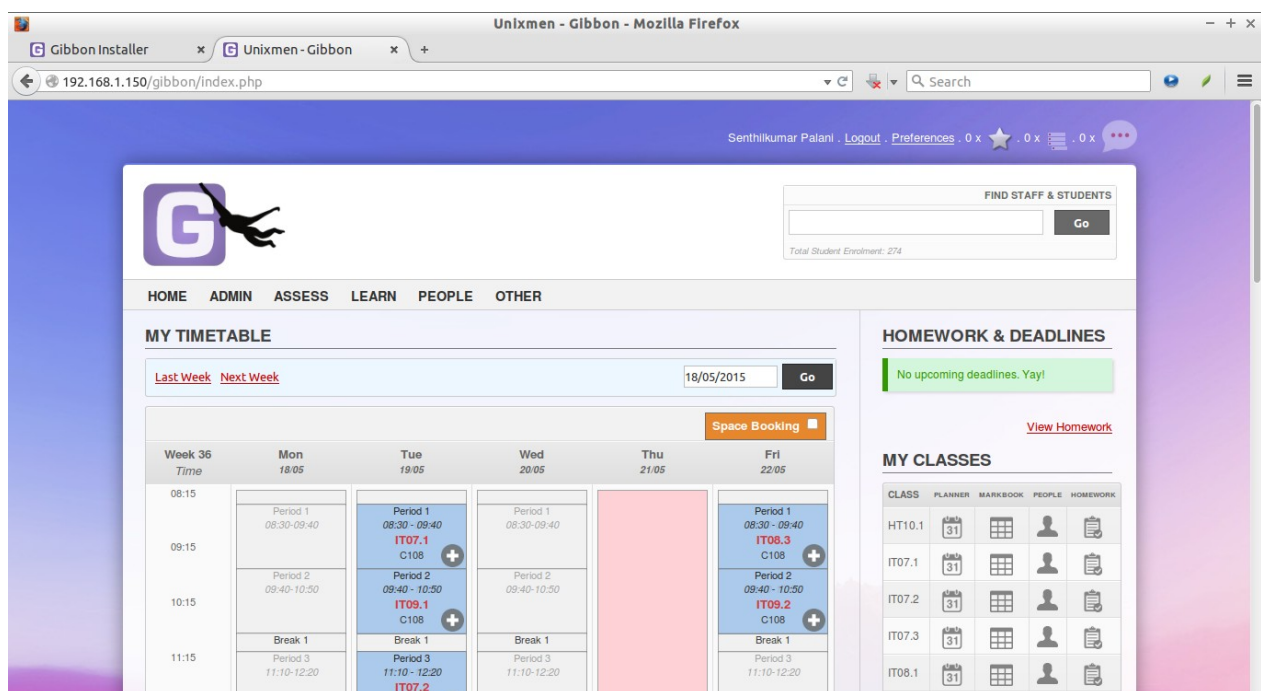 Unixmen - Gibbon - Mozilla Firefox
Gibbon Installer
Unixmen - Gibbon
192.168.1.150/gibbon/index.php
Search
Senthilkumar Palani . Logout . Preferences . 0 x . 0 x . 0 x
G
FIND STAFF & STUDENTS
Go
Total Student Enrolment: 274
HOME ADMIN ASSESS LEARN PEOPLE OTHER
MY TIMETABLE
Last Week Next Week
18/05/2015 Go
Space Booking
Week 36 Mon Tue Wed Thu Fri
Time 18/05 19/05 20/05 21/05 22/05
08:15
Period 1 Period 1 Period 1 Period 1
08:30-09:40 08:30 - 09:40 08:30-09:40 08:30 - 09:40
IT07.1 IT08.3
09:15 C108 C108
Period 2 Period 2 Period 2 Period 2
09:40-10:50 09:40 - 10:50 09:40-10:50 09:40 - 10:50
10:15 IT09.1 IT09.2
C108 C108
Break 1 Break 1 Break 1 Break 1
11:15 Period 3 Period 3 Period 3 Period 3
11:10-12:20 11:10 - 12:20 11:10-12:20 11:10-12:20
IT07.2
HOMEWORK & DEADLINES
No upcoming deadlines. Yay!
View Homework
MY CLASSES
CLASS PLANNER MARKBOOK PEOPLE HOMEWORK
HT10.1 31
IT07.1 31
IT07.2 31
IT07.3 31
IT08.1 31